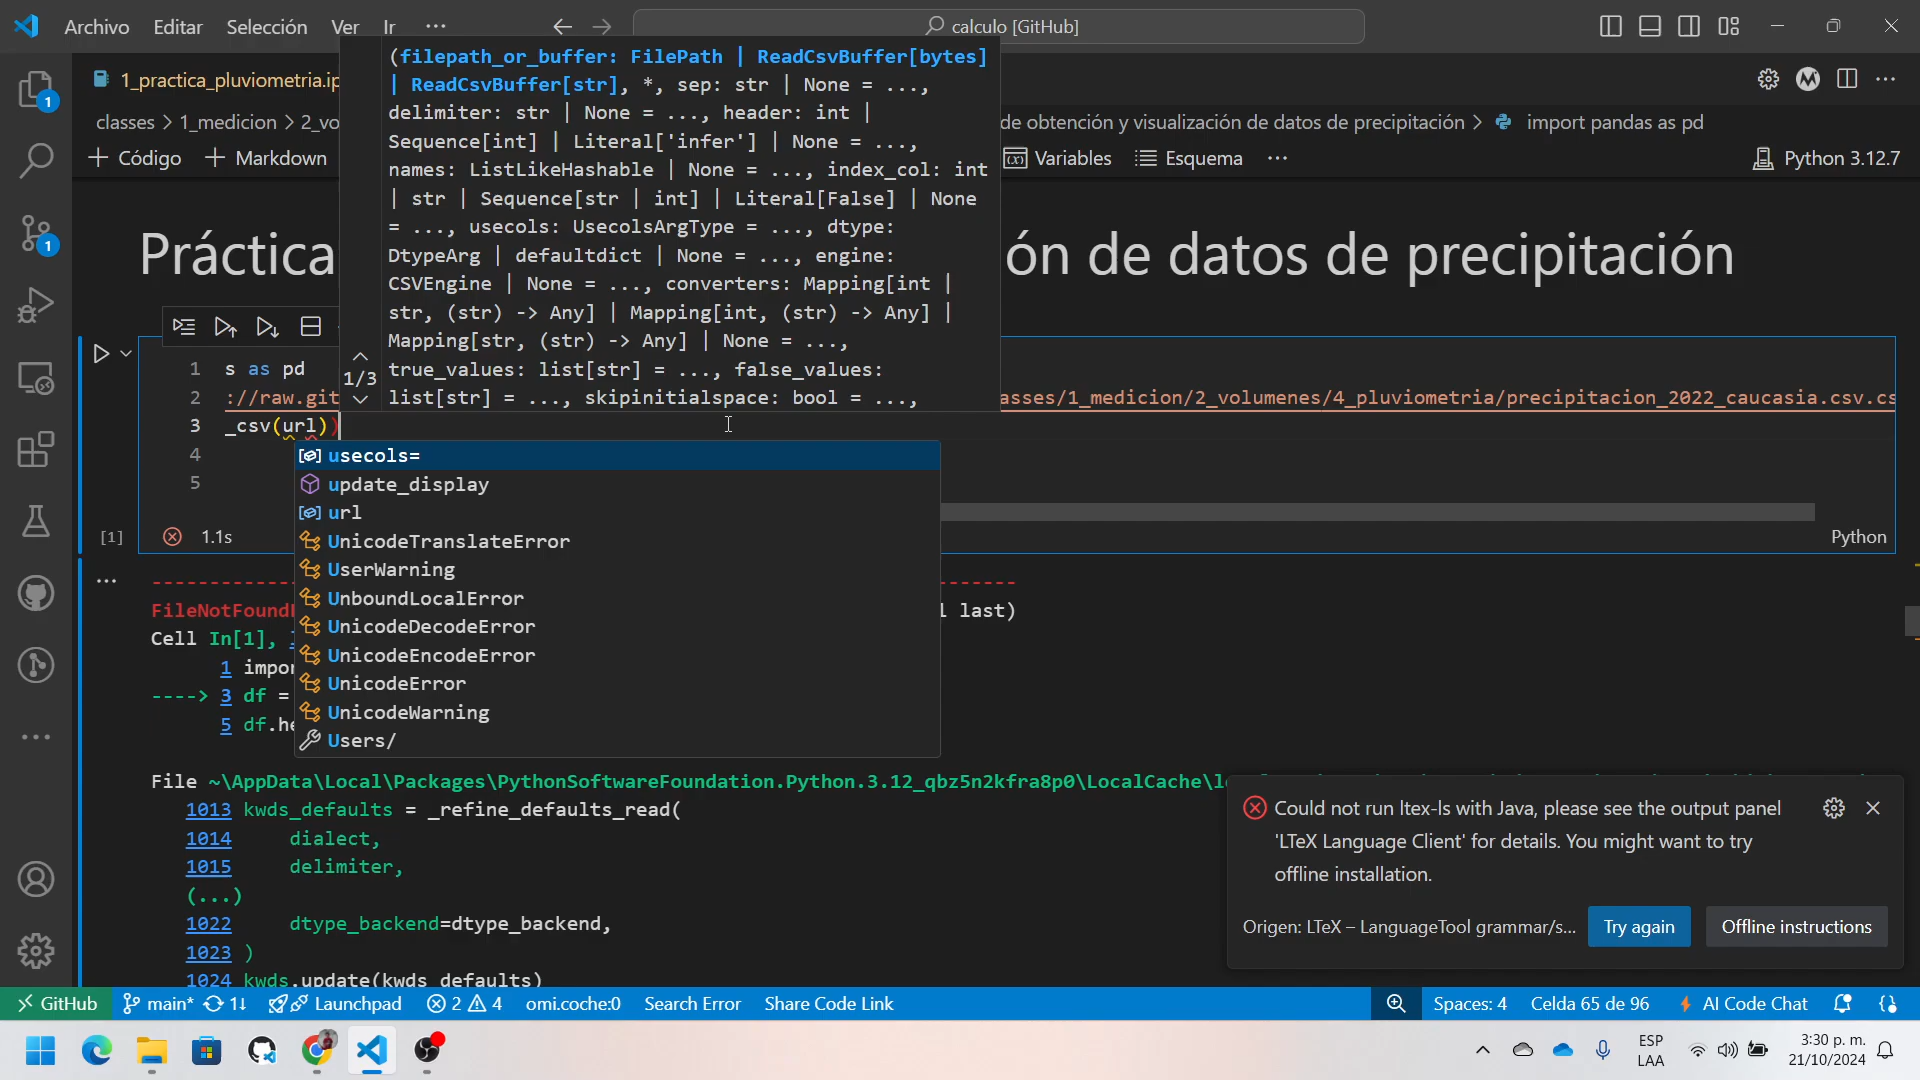 Archivo Editar Selección Ver Ir ··· calculo [GitHub]
1_practica_pluviometria.ip
classes > 1_medicion > 2_vo
de obtención y visualización de datos de precipitación > import pandas as pd
+ Código + Markdown
Variables Esquema ··· Python 3.12.7
(filepath_or_buffer: FilePath | ReadCsvBuffer[bytes]
| ReadCsvBuffer[str], *, sep: str | None = ...,
delimiter: str | None = ..., header: int |
Sequence[int] | Literal['infer'] | None = ...,
names: ListLikeHashable | None = ..., index_col: int
| str | Sequence[str | int] | Literal[False] | None
= ..., usecols: UsecolsArgType = ..., dtype:
DtypeArg | defaultdict | None = ..., engine:
CSVEngine | None = ..., converters: Mapping[int |
str, (str) -> Any] | Mapping[int, (str) -> Any] |
Mapping[str, (str) -> Any] | None = ...,
true_values: list[str] = ..., false_values:
list[str] = ..., skipinitialspace: bool = ...,
1/3
Práctica ón de datos de precipitación
1 s as pd
2 ://raw.git asses/1_medicion/2_volumenes/4_pluviometria/precipitacion_2022_caucasia.csv.cs
3 _csv(url))
4
5
usecols=
update_display
url
UnicodeTranslateError
UserWarning
UnboundLocalError
UnicodeDecodeError
UnicodeEncodeError
UnicodeError
UnicodeWarning
Users/
[1] 1.1s Python
FileNotFound l last)
Cell In[1],
1 impor
----> 3 df =
5 df.he
File ~\AppData\Local\Packages\PythonSoftwareFoundation.Python.3.12_qbz5n2kfra8p0\LocalCache\l
1013 kwds_defaults = _refine_defaults_read(
1014 dialect,
1015 delimiter,
(...)
1022 dtype_backend=dtype_backend,
1023 )
1024 kwds.update(kwds_defaults)
Could not run ltex-ls with Java, please see the output panel
'LTeX Language Client' for details. You might want to try
offline installation.
Origen: LTeX – LanguageTool grammar/s... Try again Offline instructions
1
1
GitHub main* 1↓ Launchpad 2 4 omi.coche:0 Search Error Share Code Link Spaces: 4 Celda 65 de 96 AI Code Chat
ESP
LAA
3:30 p. m.
21/10/2024